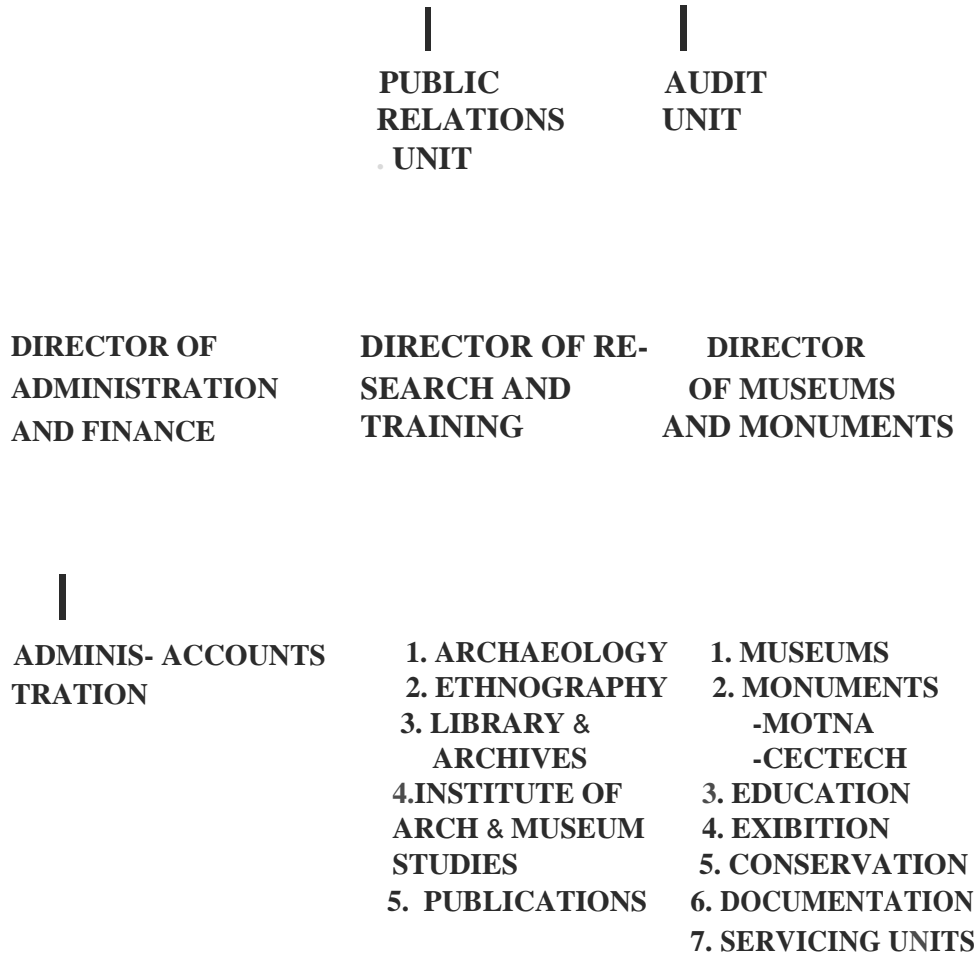 PUBLIC
RELATIONS
. UNIT
AUDIT
UNIT
DIRECTOR OF
ADMINISTRATION
AND FINANCE
DIRECTOR OF RE-
SEARCH AND
TRAINING
DIRECTOR
OF MUSEUMS
AND MONUMENTS
ADMINIS- ACCOUNTS
TRATION
1. ARCHAEOLOGY
2. ETHNOGRAPHY
3. LIBRARY &
ARCHIVES
4.INSTITUTE OF
ARCH & MUSEUM
STUDIES
5. PUBLICATIONS
1. MUSEUMS
2. MONUMENTS
-MOTNA
-CECTECH
3. EDUCATION
4. EXIBITION
5. CONSERVATION
6. DOCUMENTATION
7. SERVICING UNITS